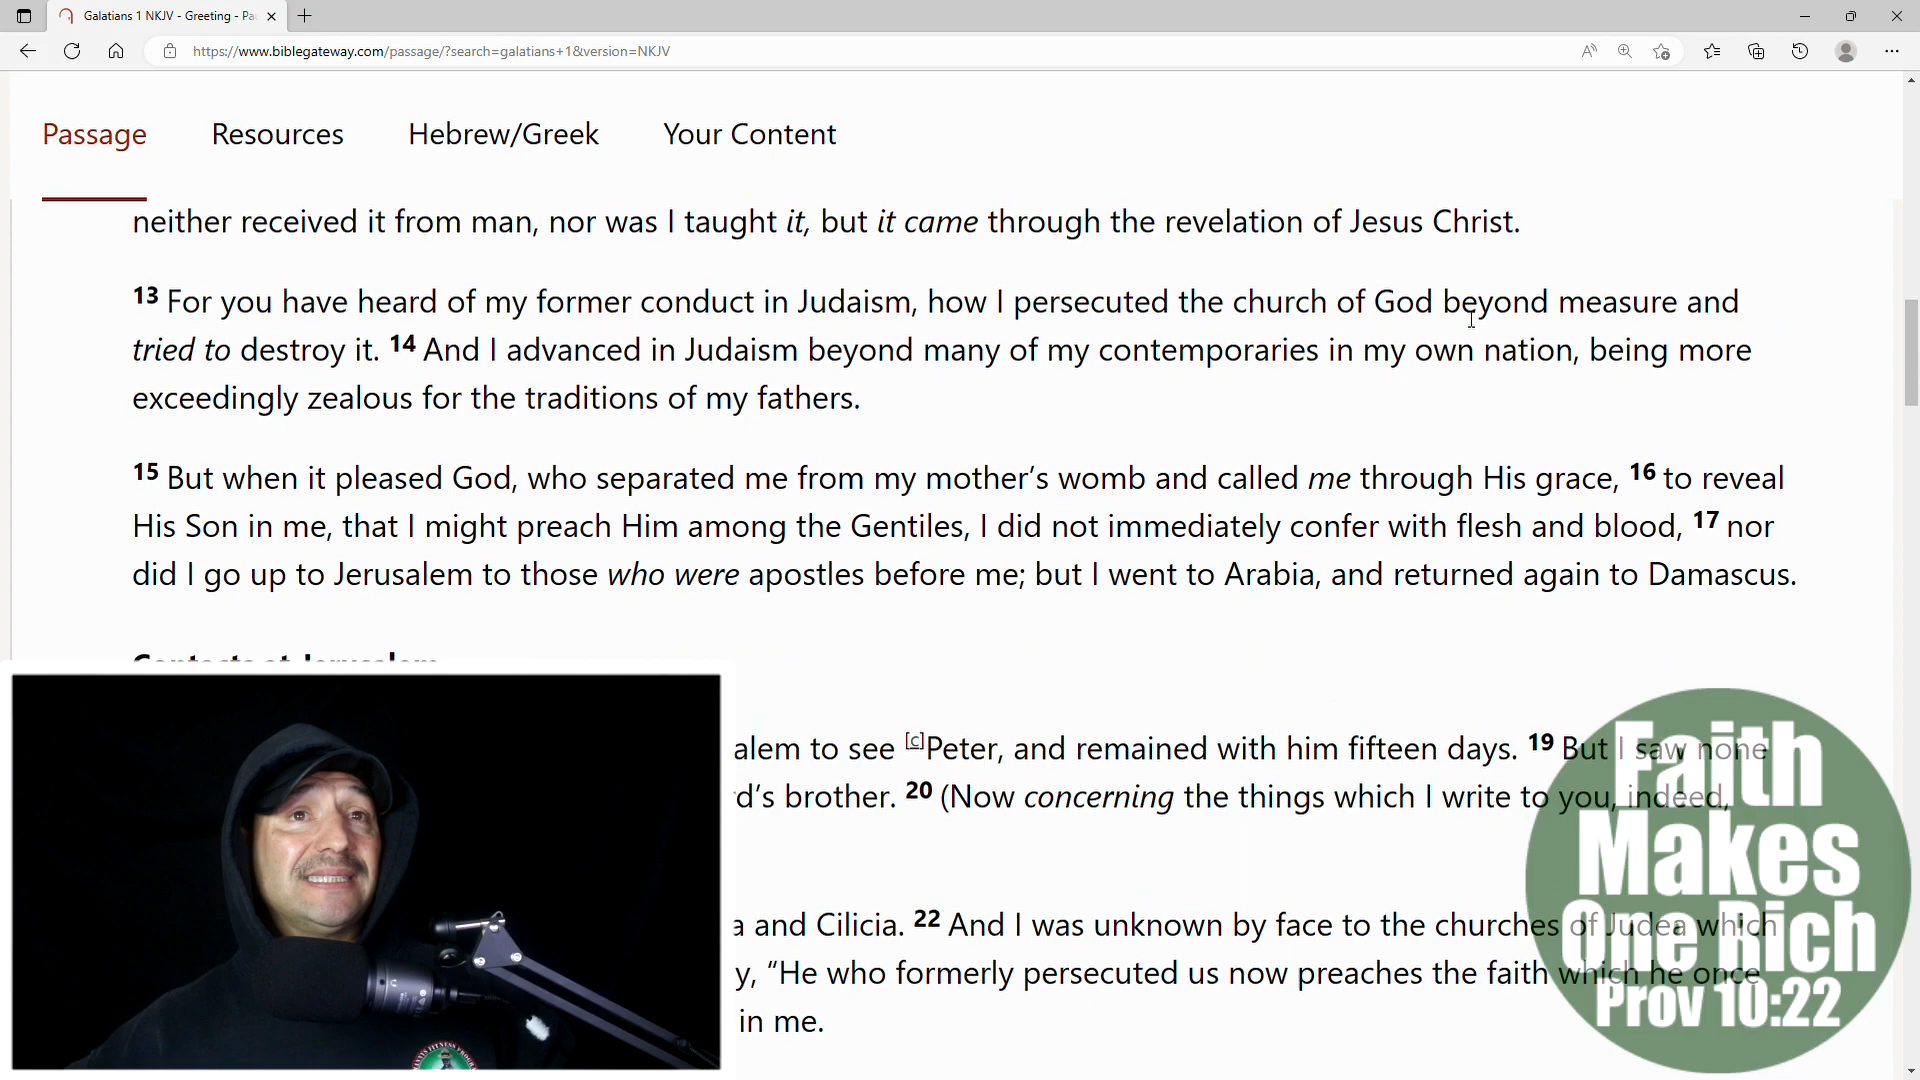 Galatians 1 NKJV - Greeting - Pa
https://www.biblegateway.com/passage/?search=galatians+1&version=NKJV
Passage Resources Hebrew/Greek Your Content
neither received it from man, nor was I taught it, but it came through the revelation of Jesus Christ.
13 For you have heard of my former conduct in Judaism, how I persecuted the church of God beyond measure and
tried to destroy it. 14 And I advanced in Judaism beyond many of my contemporaries in my own nation, being more
exceedingly zealous for the traditions of my fathers.
15 But when it pleased God, who separated me from my mother’s womb and called me through His grace, 16 to reveal
His Son in me, that I might preach Him among the Gentiles, I did not immediately confer with flesh and blood, 17 nor
did I go up to Jerusalem to those who were apostles before me; but I went to Arabia, and returned again to Damascus.
Contacts at Jerusalem
alem to see [c]Peter, and remained with him fifteen days. 19 But I saw none
d’s brother. 20 (Now concerning the things which I write to you, indeed,
a and Cilicia. 22 And I was unknown by face to the churches of Judea which
y, “He who formerly persecuted us now preaches the faith which he once
in me.
Faith
Makes
One Rich
Prov 10:22